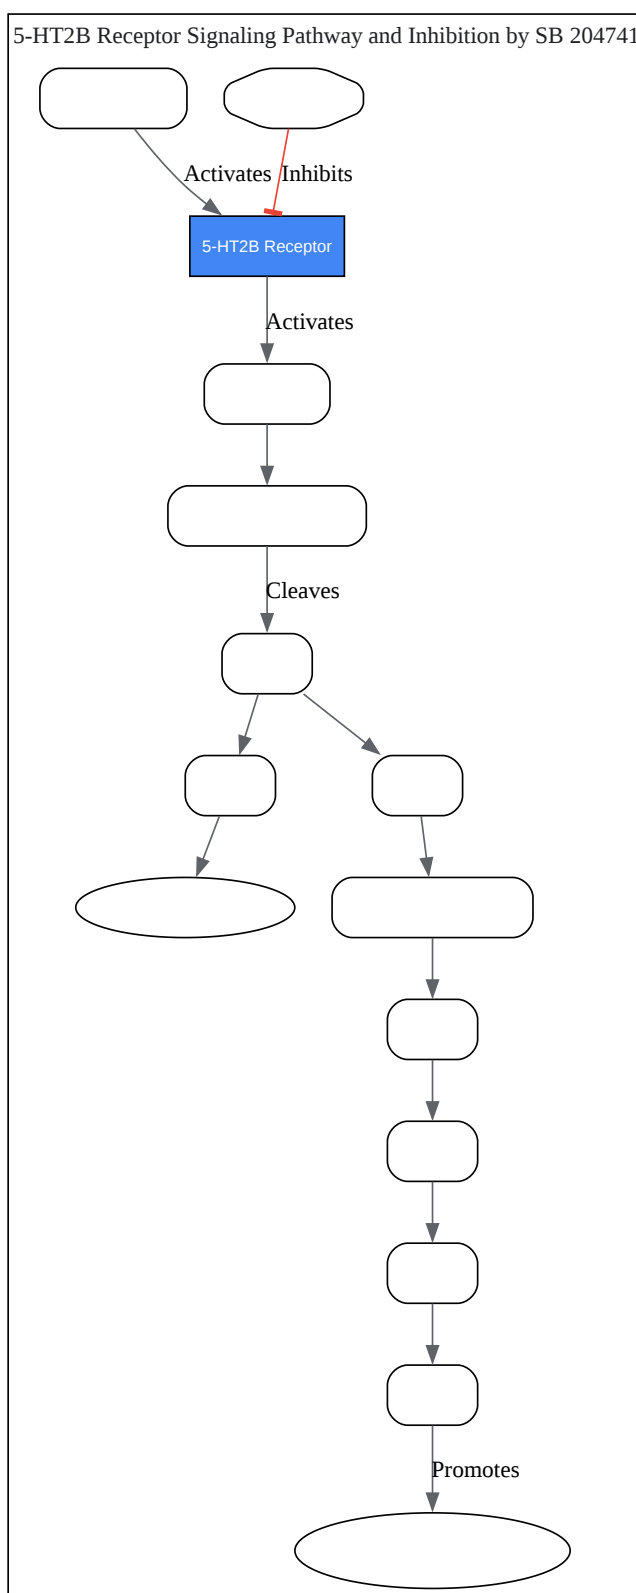 5-HT2B Receptor Signaling Pathway and Inhibition by SB 204741
Activates
Inhibits
5-HT2B Receptor
Activates
Cleaves
Promotes